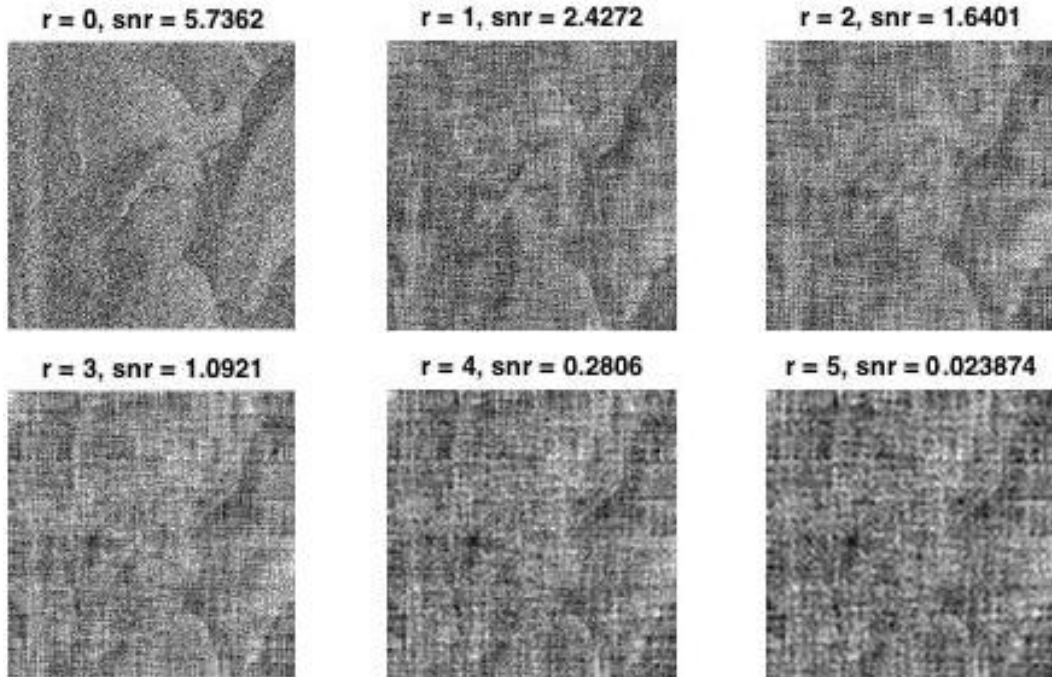 r = 0, snr = 5.7362
r = 1, snr = 2.4272
r = 2, snr = 1.6401
r = 3, snr = 1.0921
r = 4, snr = 0.2806
r = 5, snr = 0.023874